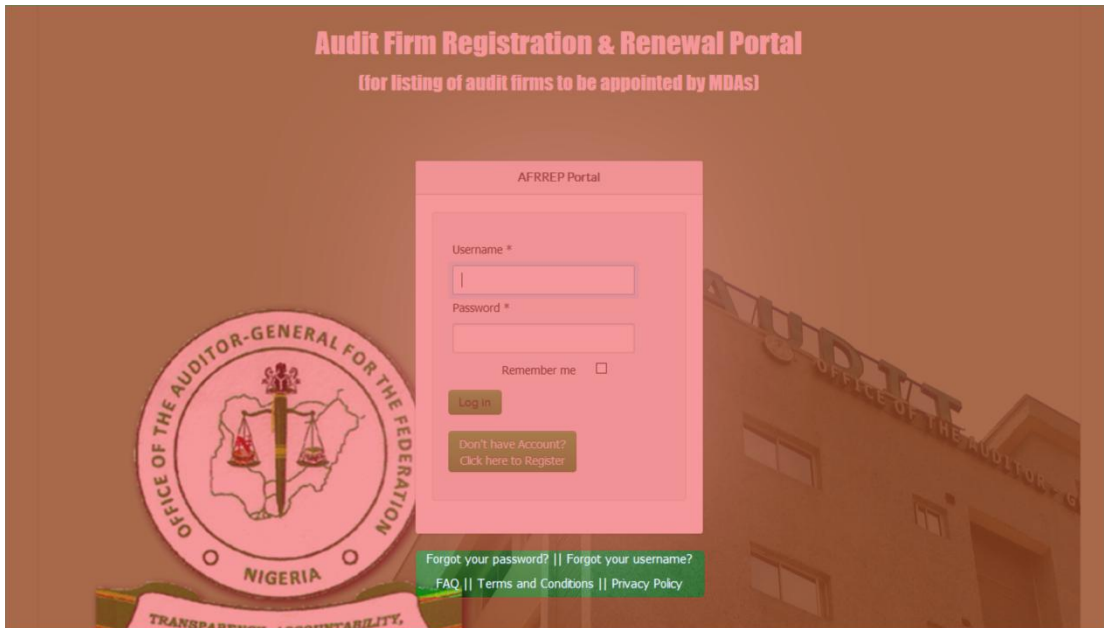 Audit Firm Registration & Renewal Portal
(for listing of audit firms to be appointed by MDAs)
AFRREP Portal
Username *
Password *
Remember me
Log in
Don't have Account?
Click here to Register
Forgot your password? || Forgot your username?
FAQ || Terms and Conditions || Privacy Policy
OFFICE OF THE AUDITOR-GENERAL FOR THE FEDERATION
NIGERIA
TRANSPARENCY, ACCOUNTABILITY,
AUDIT
OFFICE OF THE AUDITOR - G